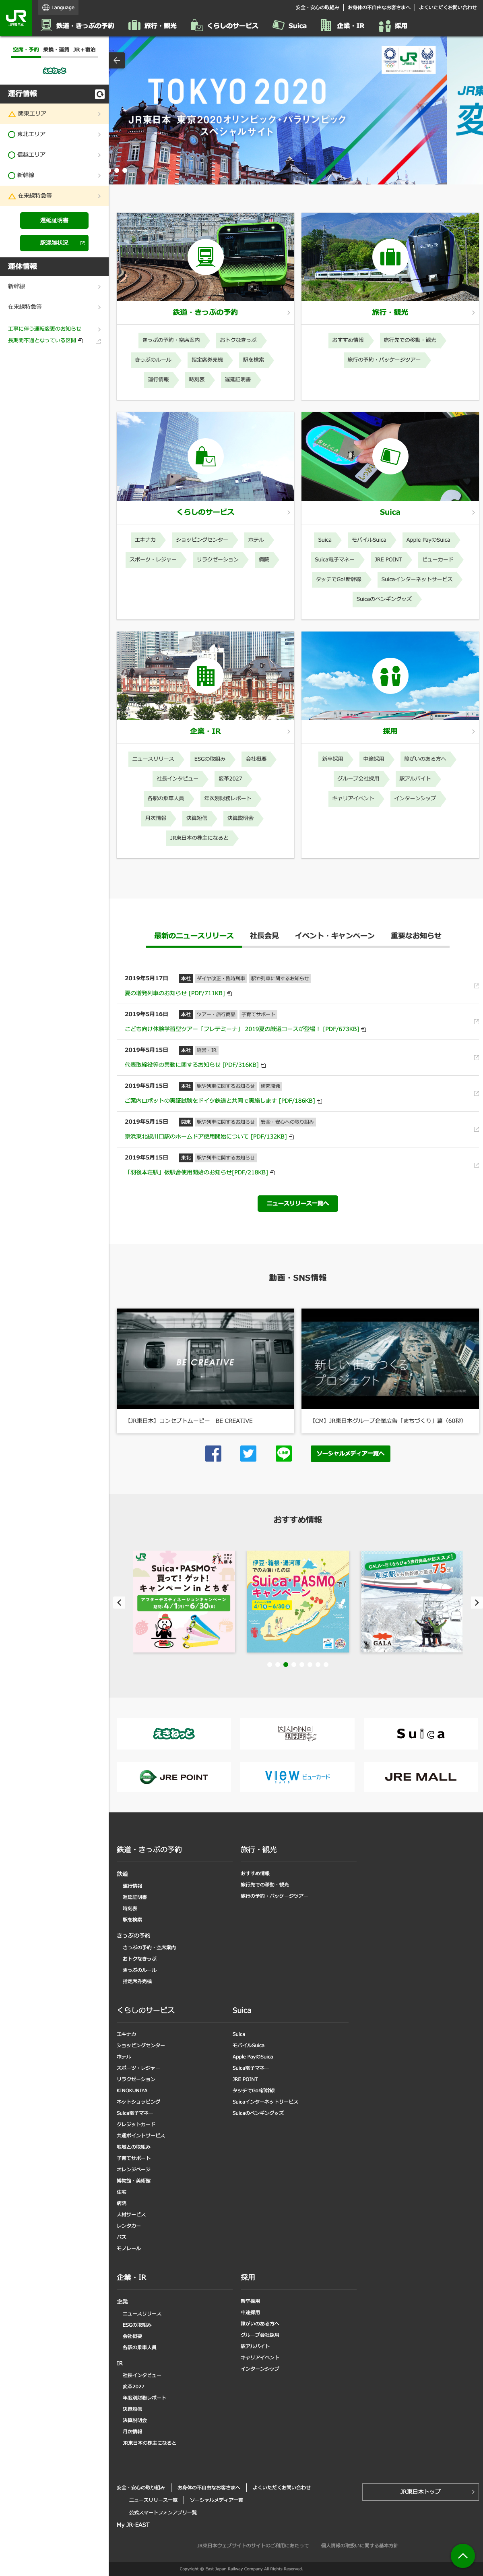 JR
JR東日本
Language
安全・安心の取組み
お身体の不自由なお客さまへ
よくいただくお問い合わせ
鉄道・きっぷの予約
旅行・観光
くらしのサービス
Suica
企業・IR
採用
空席・予約 乗換・運賃 JR+宿泊
えきねっと
運行情報
関東エリア
東北エリア
信越エリア
新幹線
在来線特急等
遅延証明書
駅混雑状況
運休情報
新幹線
在来線特急等
工事に伴う運転変更のお知らせ
長期間不通となっている区間
JR
TOKYO 2020
JR東日本 東京2020オリンピック・パラリンピック
スペシャルサイト
鉄道・きっぷの予約
きっぷの予約・空席案内
おトクなきっぷ
きっぷのルール
指定席券売機
駅を検索
運行情報
時刻表
遅延証明書
旅行・観光
おすすめ情報
旅行先での移動・観光
旅行の予約・パッケージツアー
くらしのサービス
エキナカ
ショッピングセンター
ホテル
スポーツ・レジャー
リラクゼーション
病院
Suica
Suica
モバイルSuica
Apple PayのSuica
Suica電子マネー
JRE POINT
ビューカード
タッチでGo!新幹線
Suicaインターネットサービス
Suicaのペンギングッズ
企業・IR
ニュースリリース
ESGの取組み
会社概要
社長インタビュー
変革2027
各駅の乗車人員
年次別財務レポート
月次情報
決算短信
決算説明会
JR東日本の株主になると
採用
新卒採用
中途採用
障がいのある方へ
グループ会社採用
駅アルバイト
キャリアイベント
インターンシップ
最新のニュースリリース
社長会見
イベント・キャンペーン
重要なお知らせ
2019年5月17日 本社 ダイヤ改正・臨時列車 駅や列車に関するお知らせ
夏の増発列車のお知らせ [PDF/711KB]
2019年5月16日 本社 ツアー・旅行商品 子育てサポート
こども向け体験学習型ツアー「フレテミーナ」 2019夏の厳選コースが登場！ [PDF/673KB]
2019年5月15日 本社 経営・IR
代表取締役等の異動に関するお知らせ [PDF/316KB]
2019年5月15日 本社 駅や列車に関するお知らせ 研究開発
ご案内ロボットの実証試験をドイツ鉄道と共同で実施します [PDF/186KB]
2019年5月15日 関東 駅や列車に関するお知らせ 安全・安心への取り組み
京浜東北線川口駅のホームドア使用開始について [PDF/132KB]
2019年5月15日 東北 駅や列車に関するお知らせ
「羽後本荘駅」仮駅舎使用開始のお知らせ[PDF/218KB]
ニュースリリース一覧へ
動画・SNS情報
BE CREATIVE
【JR東日本】コンセプトムービー BE CREATIVE
新しい街をつくる
プロジェクト
【CM】JR東日本グループ企業広告「まちづくり」篇（60秒）
LINE
ソーシャルメディア一覧へ
おすすめ情報
JR
Suica・PASMOで
買って！ゲット！
キャンペーン in とちぎ
アフターデスティネーションキャンペーン
期間 4/1(月)〜6/30(日)
伊豆・箱根・湯河原
でのお買いものは
Suica・PASMOで！
キャンペーン
4/1(月)〜6/30(日)
GALAへ行くならびゅう旅行商品がおススメ！
東京駅から
新幹線で最速75分
GALA
えきねっと
大人の休日倶楽部
Suica
JRE POINT
VIEW ビューカード
JRE MALL
鉄道・きっぷの予約
鉄道
運行情報
遅延証明書
時刻表
駅を検索
きっぷの予約
きっぷの予約・空席案内
おトクなきっぷ
きっぷのルール
指定席券売機
旅行・観光
おすすめ情報
旅行先での移動・観光
旅行の予約・パッケージツアー
くらしのサービス
エキナカ
ショッピングセンター
ホテル
スポーツ・レジャー
リラクゼーション
KINOKUNIYA
ネットショッピング
Suica電子マネー
クレジットカード
共通ポイントサービス
地域との取組み
子育てサポート
オレンジページ
博物館・美術館
住宅
病院
人材サービス
レンタカー
バス
モノレール
Suica
Suica
モバイルSuica
Apple PayのSuica
Suica電子マネー
JRE POINT
タッチでGo!新幹線
Suicaインターネットサービス
Suicaのペンギングッズ
企業・IR
企業
ニュースリリース
ESGの取組み
会社概要
各駅の乗車人員
IR
社長インタビュー
変革2027
年度別財務レポート
決算短信
決算説明会
月次情報
JR東日本の株主になると
採用
新卒採用
中途採用
障がいのある方へ
グループ会社採用
駅アルバイト
キャリアイベント
インターンシップ
安全・安心の取り組み
お身体の不自由なお客さまへ
よくいただくお問い合わせ
ニュースリリース一覧
ソーシャルメディア一覧
公式スマートフォンアプリ一覧
My JR-EAST
JR東日本トップ
JR東日本ウェブサイトのサイトのご利用にあたって
個人情報の取扱いに関する基本方針
Copyright © East Japan Railway Company All Rights Reserved.